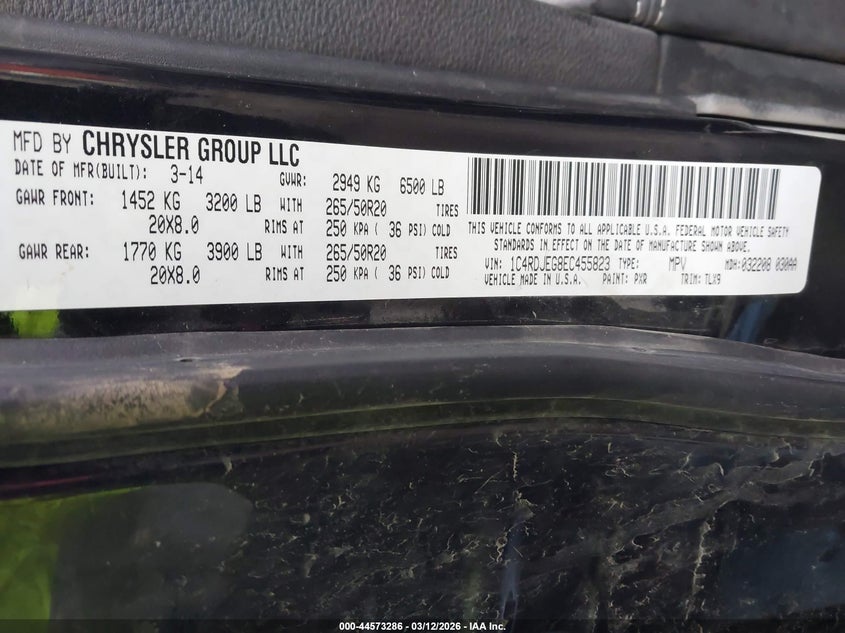 MFD BY CHRYSLER GROUP LLC
DATE OF MFR(BUILT): 3-14 GVWR: 2949 KG 6500 LB
GAWR FRONT: 1452 KG 3200 LB WITH 265/50R20 TIRES
20X8.0 RIMS AT 250 KPA ( 36 PSI) COLD
GAWR REAR: 1770 KG 3900 LB WITH 265/50R20 TIRES
20X8.0 RIMS AT 250 KPA ( 36 PSI) COLD
THIS VEHICLE CONFORMS TO ALL APPLICABLE U.S.A. FEDERAL MOTOR VEHICLE SAFETY
STANDARDS IN EFFECT ON THE DATE OF MANUFACTURE SHOWN ABOVE.
VIN: 1C4RDJEG8EC455823 TYPE: MPV MDH: 032208 030AA
VEHICLE MADE IN U.S.A. PAINT: PXR TRIM: TLX9
000-44573286 - 03/12/2026 - IAA Inc.